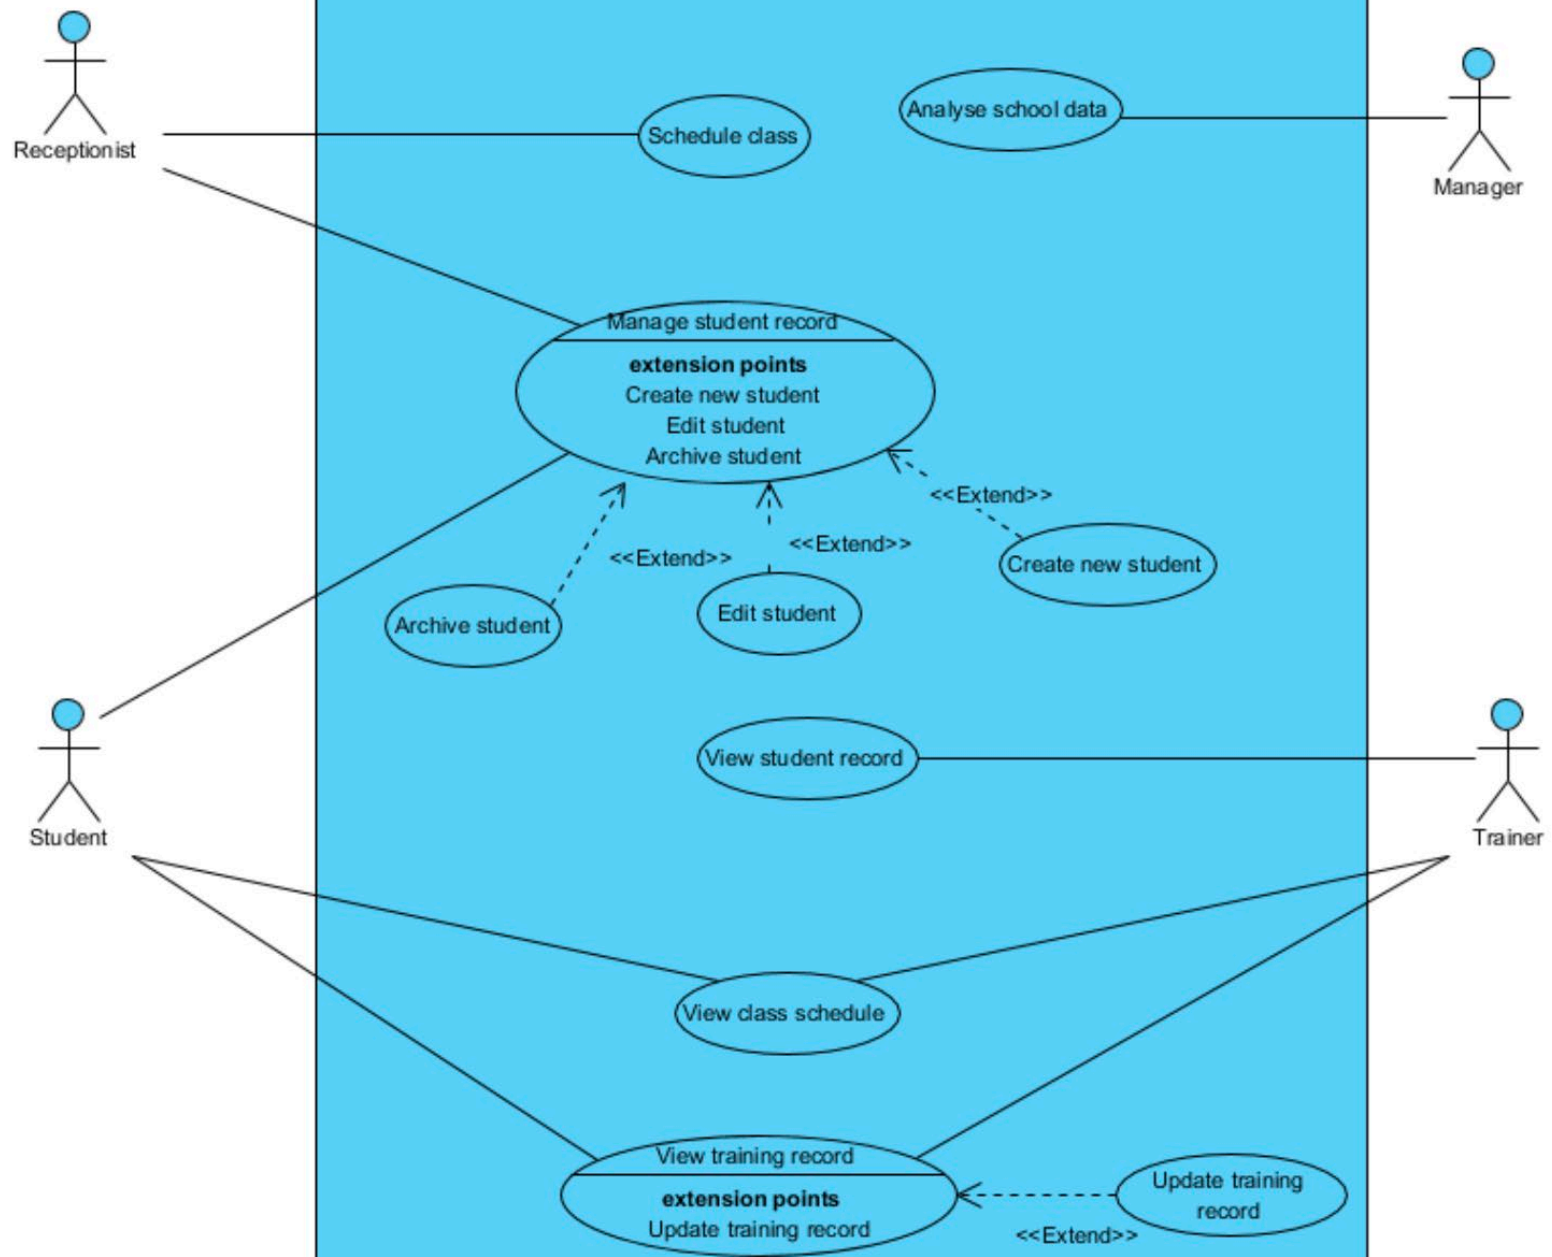 Receptionist
Schedule class
Analyse school data
Manager
Manage student record
extension points
Create new student
Edit student
Archive student
<<Extend>>
<<Extend>>
<<Extend>>
Create new student
Edit student
Archive student
View student record
Student
Trainer
View class schedule
View training record
extension points
Update training record
Update training
record
<<Extend>>